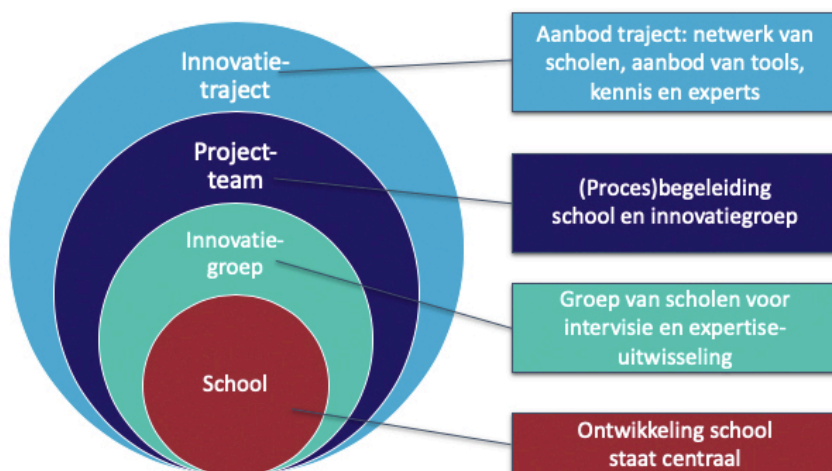 Innovatie-
traject
Project-
team
Innovatie-
groep
School
Aanbod traject: netwerk van
scholen, aanbod van tools,
kennis en experts
(Proces)begeleiding
school en innovatiegroep
Groep van scholen voor
intervisie en expertise-
uitwisseling
Ontwikkeling school
staat centraal